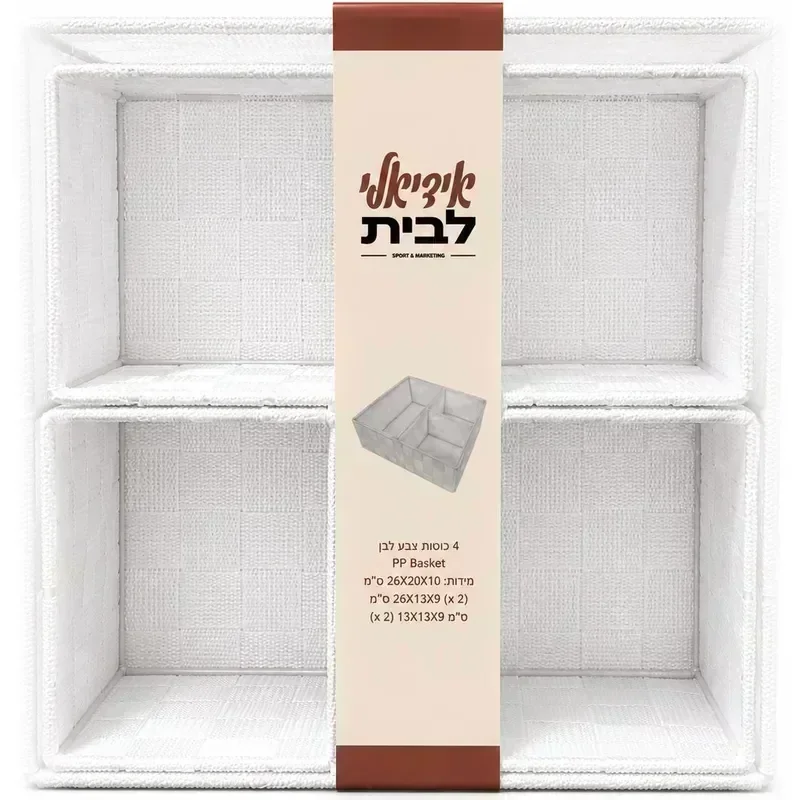 אידיאלי
לבית
SPORT & MARKETING
4 כוסות צבע לבן
PP Basket
מידות: 26X20X10 ס"מ
26X13X9 (x 2) ס"מ
13X13X9 (x 2) ס"מ